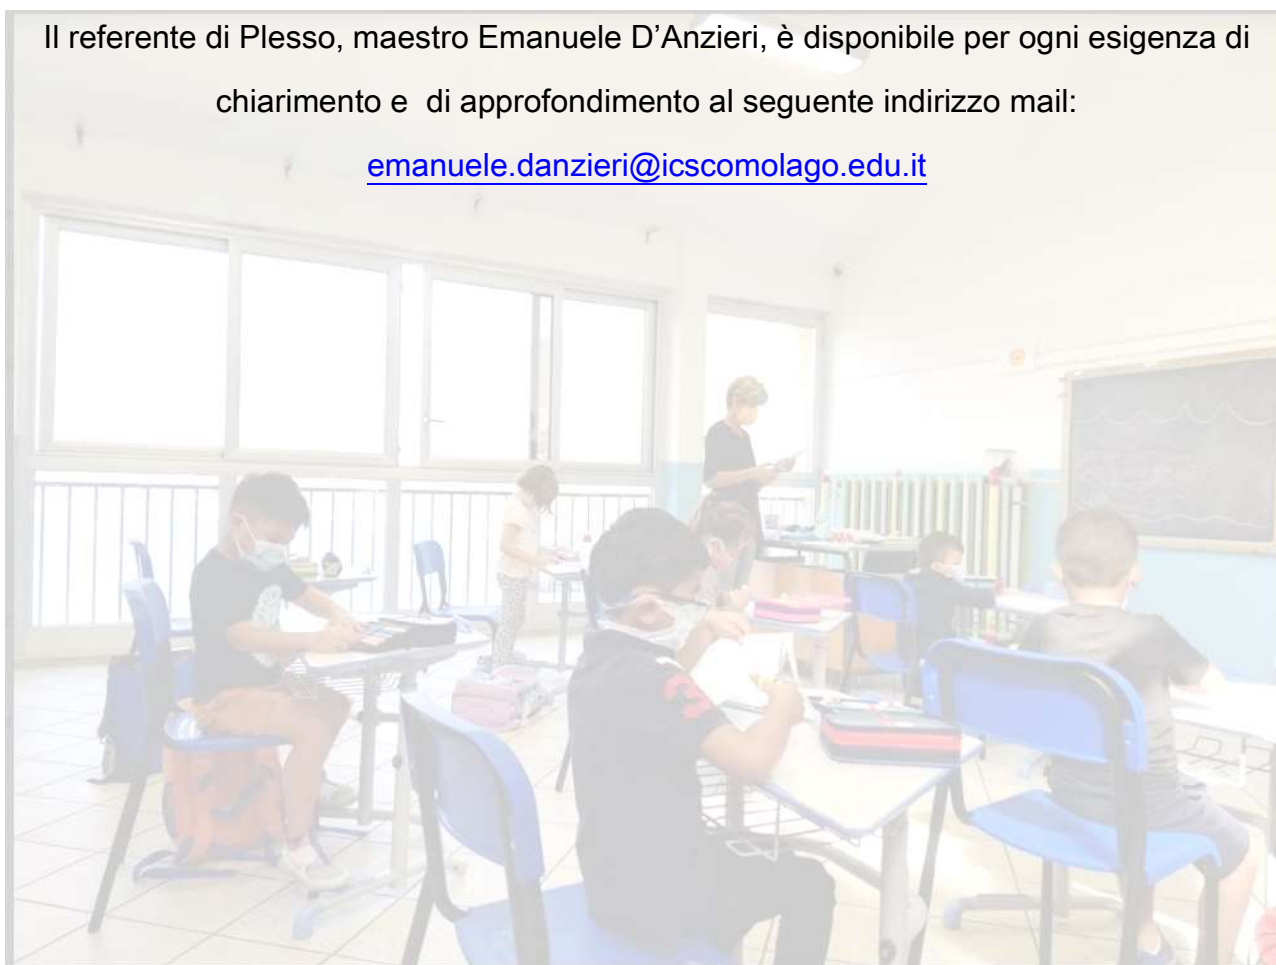 Il referente di Plesso, maestro Emanuele D’Anzieri, è disponibile per ogni esigenza di
chiarimento e  di approfondimento al seguente indirizzo mail:
emanuele.danzieri@icscomolago.edu.it